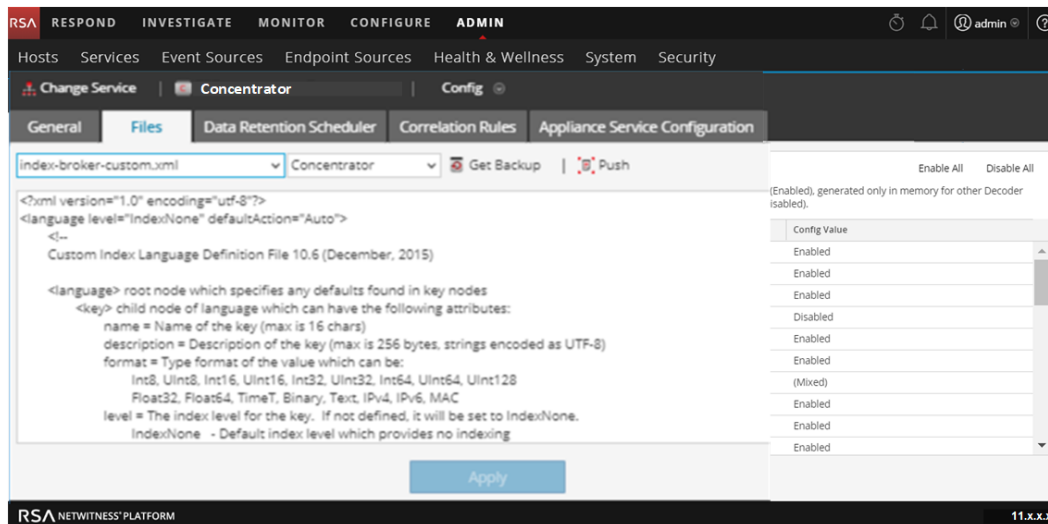 RSA RESPOND INVESTIGATE MONITOR CONFIGURE ADMIN admin
Hosts Services Event Sources Endpoint Sources Health & Wellness System Security
Change Service | Concentrator | Config
General Files Data Retention Scheduler Correlation Rules Appliance Service Configuration
index-broker-custom.xml Concentrator Get Backup | Push
<?xml version="1.0" encoding="utf-8"?>
<language level="IndexNone" defaultAction="Auto">
<!--
Custom Index Language Definition File 10.6 (December, 2015)
<language> root node which specifies any defaults found in key nodes
<key> child node of language which can have the following attributes:
name = Name of the key (max is 16 chars)
description = Description of the key (max is 256 bytes, strings encoded as UTF-8)
format = Type format of the value which can be:
Int8, UInt8, Int16, UInt16, Int32, UInt32, Int64, UInt64, UInt128
Float32, Float64, TimeT, Binary, Text, IPv4, IPv6, MAC
level = The index level for the key. If not defined, it will be set to IndexNone.
IndexNone - Default index level which provides no indexing
Apply
Enable All Disable All
(Enabled), generated only in memory for other Decoder
isabled).
Config Value
Enabled
Enabled
Enabled
Disabled
Enabled
Enabled
(Mixed)
Enabled
Enabled
Enabled
RSA NETWITNESS® PLATFORM 11.x.x.x